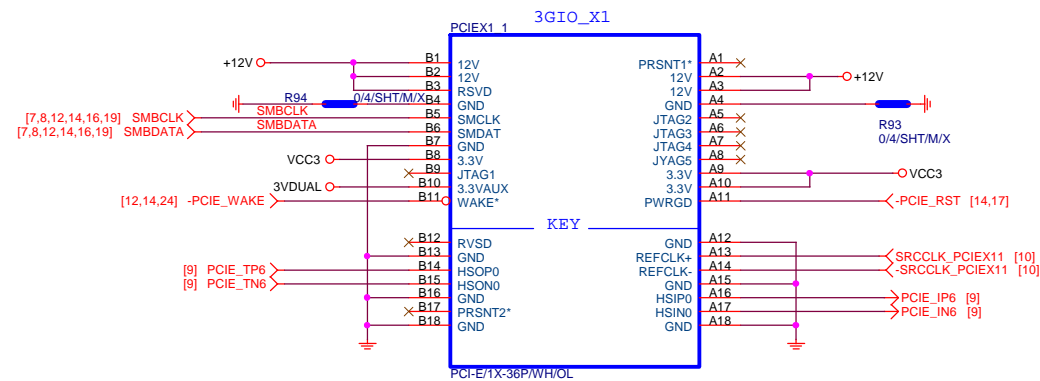 3GIO_X1
PCIEX1_1
+12V B1 12V PRSNT1* A1
B2 12V 12V A2 +12V
B3 RSVD 12V A3
R94 0/4/SHT/M/X B4 GND GND A4
[7,8,12,14,16,19] SMBCLK SMBCLK B5 SMCLK JTAG2 A5
[7,8,12,14,16,19] SMBDATA SMBDATA B6 SMDAT JTAG3 A6 R93
B7 GND JTAG4 A7 0/4/SHT/M/X
VCC3 B8 3.3V JYAG5 A8
B9 JTAG1 3.3V A9 VCC3
3VDUAL B10 3.3VAUX 3.3V A10
[12,14,24] -PCIE_WAKE B11 WAKE* PWRGD A11 -PCIE_RST [14,17]
KEY
B12 RVSD GND A12
B13 GND REFCLK+ A13 SRCCLK_PCIEX11 [10]
[9] PCIE_TP6 B14 HSOP0 REFCLK- A14 -SRCCLK_PCIEX11 [10]
[9] PCIE_TN6 B15 HSON0 GND A15
B16 GND HSIP0 A16 PCIE_IP6 [9]
B17 PRSNT2* HSIN0 A17 PCIE_IN6 [9]
B18 GND GND A18
PCI-E/1X-36P/WH/OL